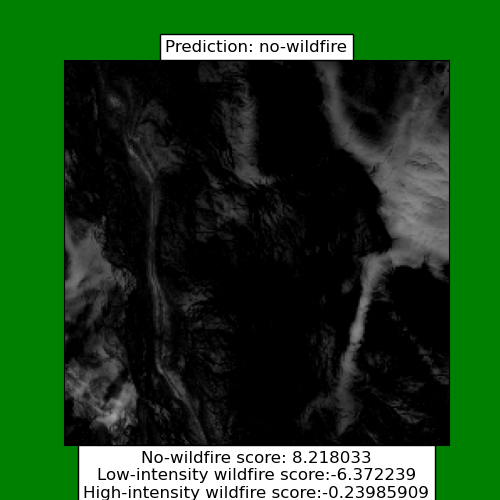 Prediction: no-wildfire
No-wildfire score: 8.218033
Low-intensity wildfire score:-6.372239
High-intensity wildfire score:-0.23985909